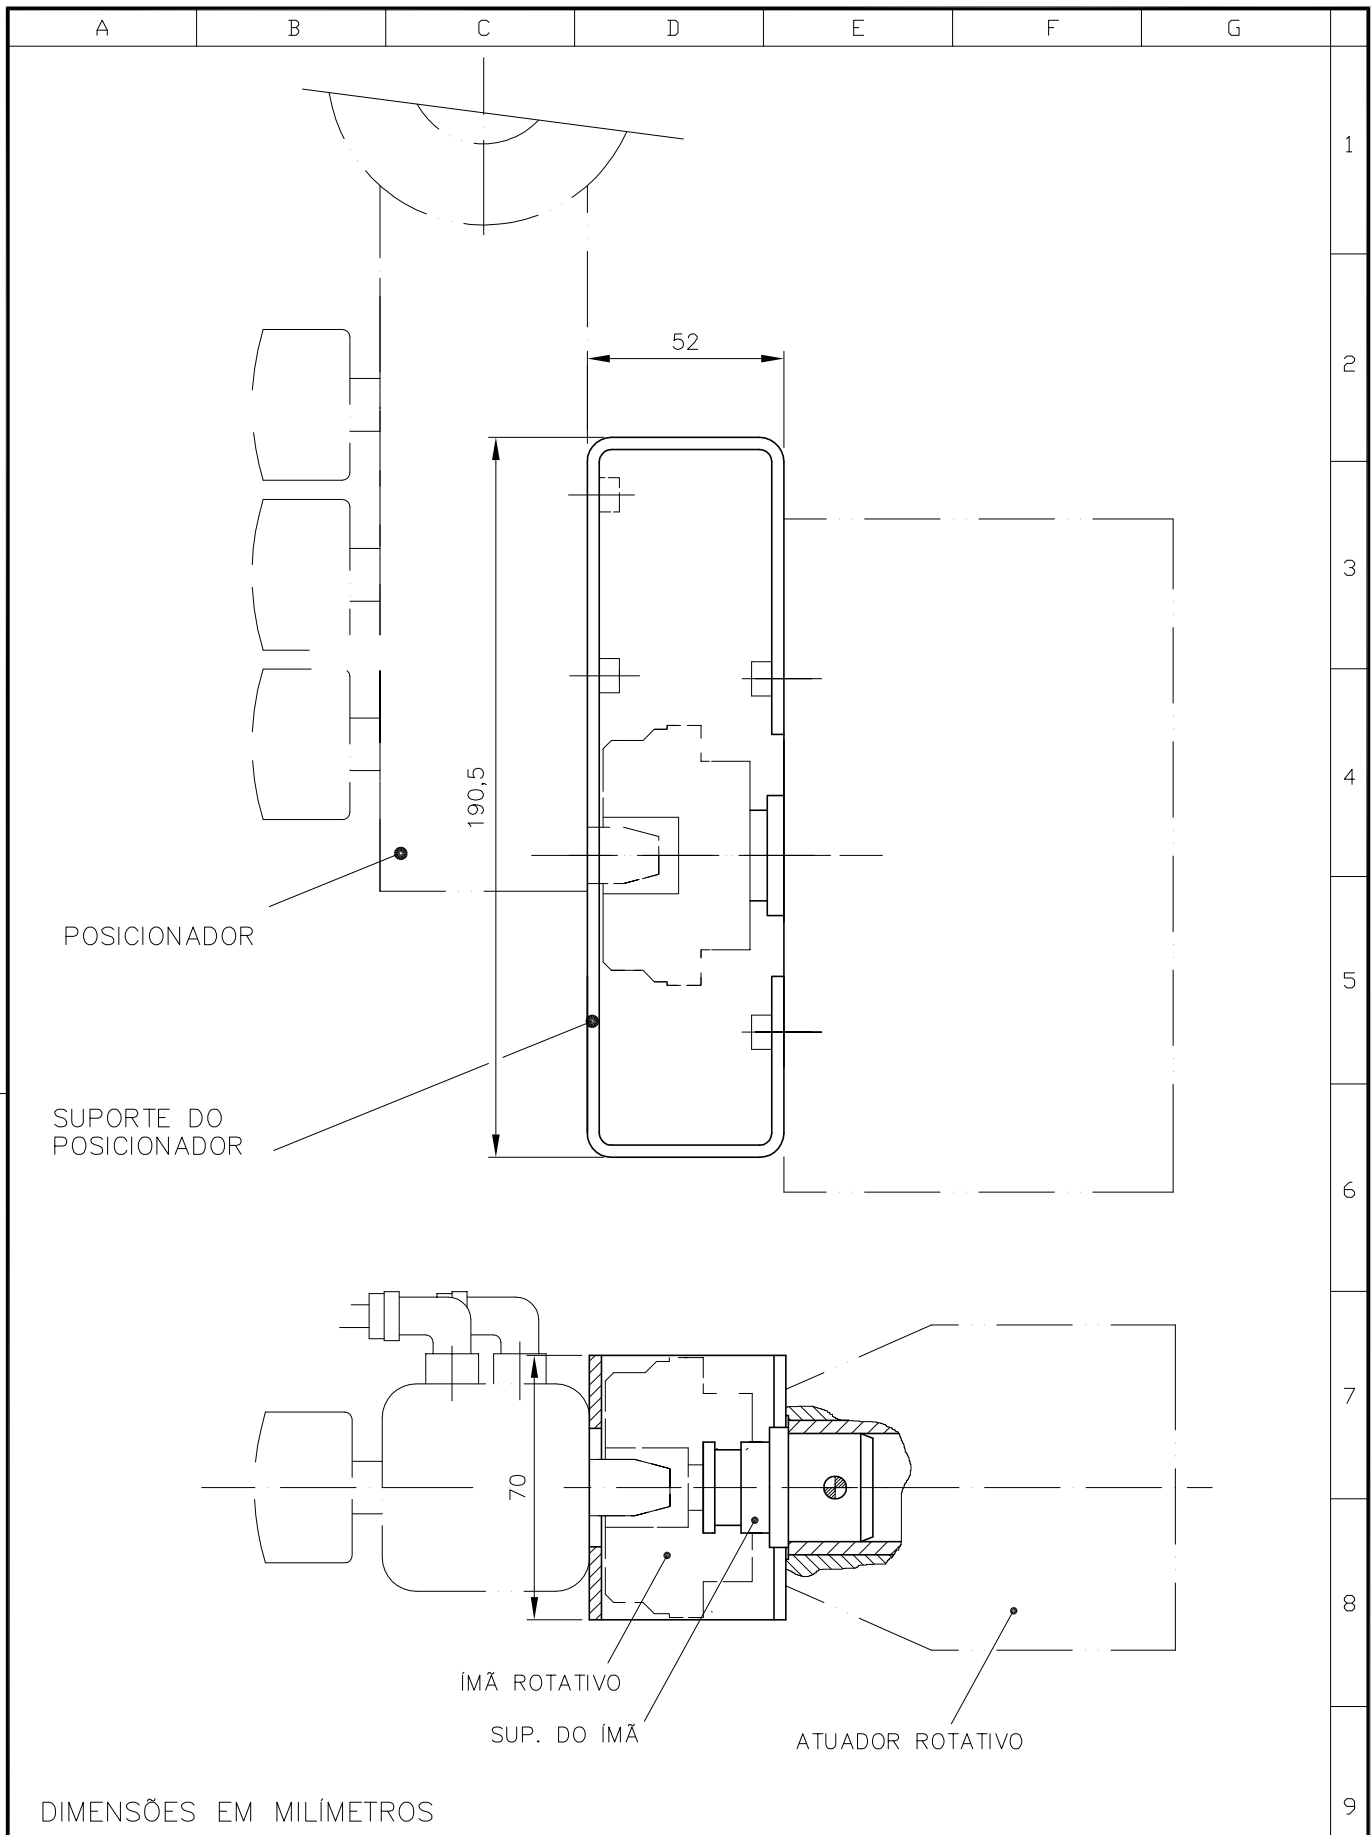 A B C D E F G
1
52
2
3
190,5
4
POSICIONADOR
5
SUPORTE DO
POSICIONADOR
6
7
70
8
ÍMÃ ROTATIVO
SUP. DO ÍMÃ
ATUADOR ROTATIVO
DIMENSÕES EM MILÍMETROS
9